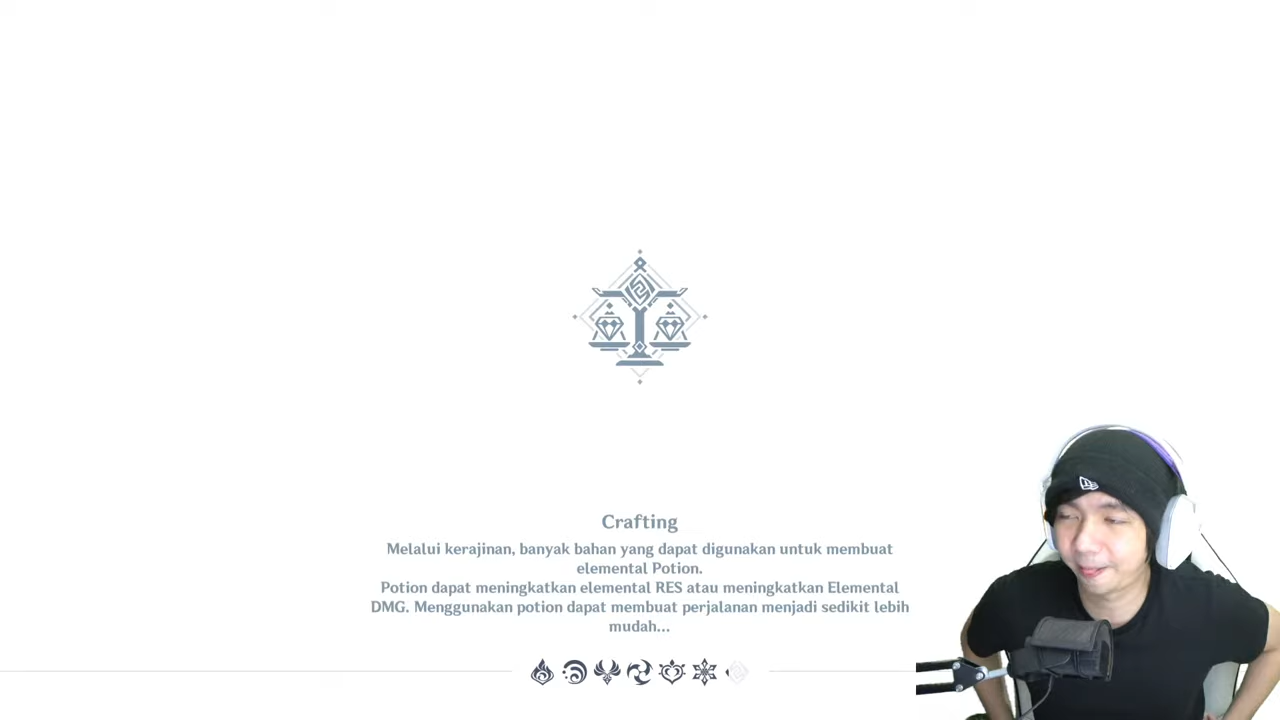 Crafting
Melalui kerajinan, banyak bahan yang dapat digunakan untuk membuat
elemental Potion.
Potion dapat meningkatkan elemental RES atau meningkatkan Elemental
DMG. Menggunakan potion dapat membuat perjalanan menjadi sedikit lebih
mudah...